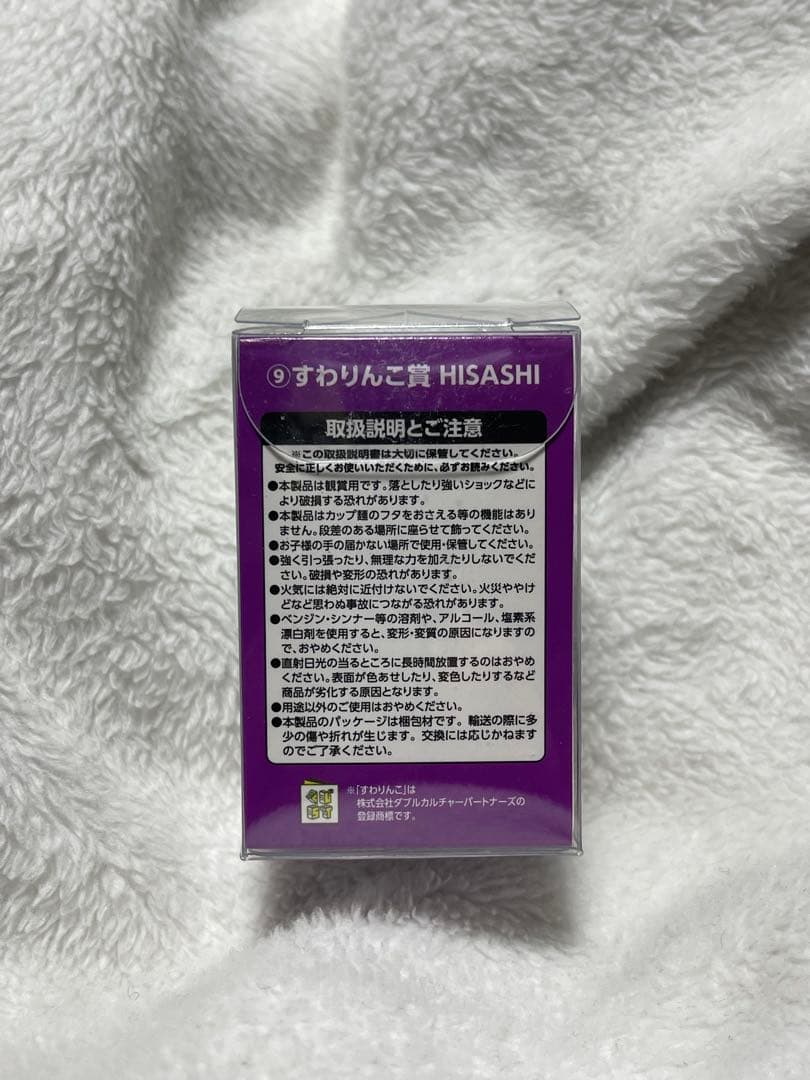 ⑨すわりんこ賞 HISASHI
取扱説明とご注意
※この取扱説明書は大切に保管してください。
安全に正しくお使いいただくために、必ずお読みください。
●本製品は観賞用です。落としたり強いショックなどに
より破損する恐れがあります。
●本製品はカップ麺のフタをおさえる等の機能はあり
ません。段差のある場所に座らせて飾ってください。
●お子様の手の届かない場所で使用・保管してください。
●強く引っ張ったり、無理な力を加えたりしないでくだ
さい。破損や変形の恐れがあります。
●火気には絶対に近付けないでください。火災ややけ
どなど思わぬ事故につながる恐れがあります。
●ベンジン・シンナー等の溶剤や、アルコール、塩素系
漂白剤を使用すると、変形・変質の原因になりますの
で、おやめください。
●直射日光の当るところに長時間放置するのはおやめ
ください。表面が色あせしたり、変色したりするなど
商品が劣化する原因となります。
●用途以外のご使用はおやめください。
●本製品のパッケージは梱包材です。輸送の際に多
少の傷や折れが生じます。交換には応じかねます
のでご了承ください。
※「すわりんこ」は
株式会社ダブルカルチャーパートナーズの
登録商標です。